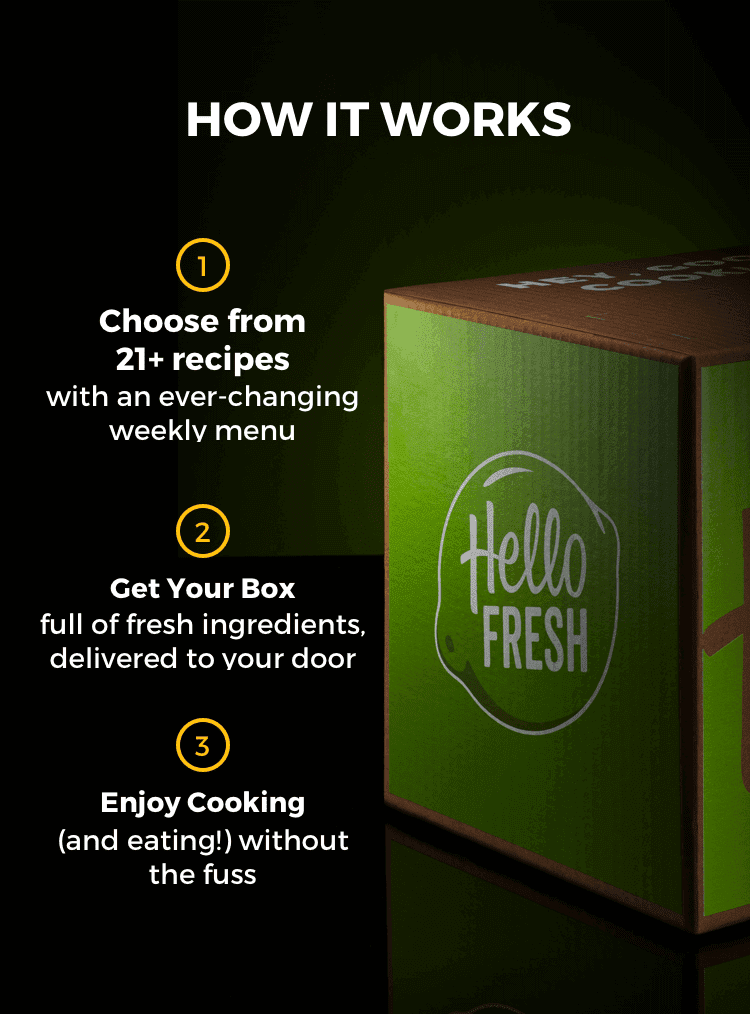 HOW IT WORKS
1
Choose from
21+ recipes
with an ever-changing
weekly menu
2
Get Your Box
full of fresh ingredients,
delivered to your door
3
Enjoy Cooking
(and eating!) without
the fuss
HEY,
Hello
FRESH